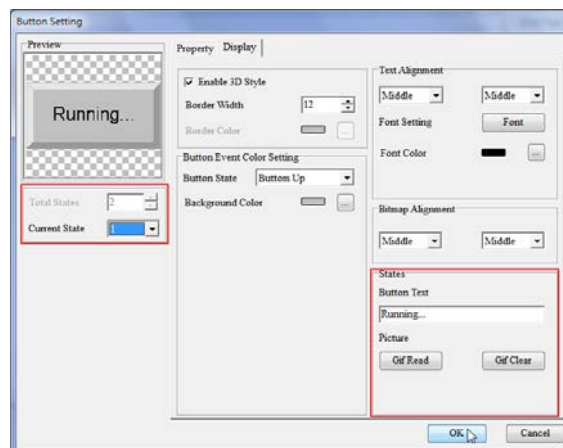 Button Setting
Preview
Running...
Total States
2
Current State
1
Property Display
Enable 3D Style
Border Width
12
Border Color
...
Button Event Color Setting
Button State
Buttom Up
Background Color
...
Text Alignment
Middle
Middle
Font Setting
Font
Font Color
...
Bitmap Alignment
Middle
Middle
States
Button Text
Running...
Picture
Gif Read
Gif Clear
OK
Cancel